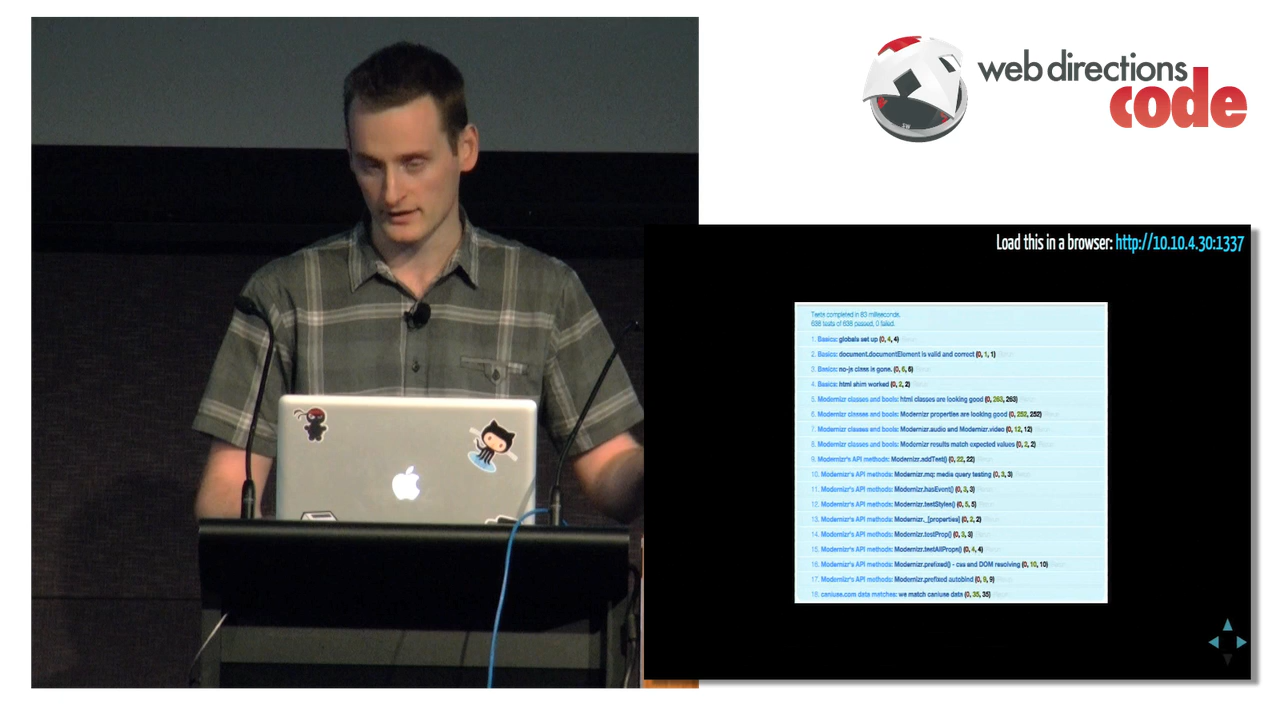 web directions
code
Load this in a browser: http://10.10.4.30:1337
Tests completed in 83 milliseconds.
638 tests of 638 passed, 0 failed.
1. Basics: globals set up (0, 4, 4)
2. Basics: document.documentElement is valid and correct (0, 1, 1)
3. Basics: no-js class is gone. (0, 6, 6)
4. Basics: html shim worked (0, 2, 2)
5. Modernizr classes and bools: html classes are looking good (0, 263, 263)
6. Modernizr classes and bools: Modernizr properties are looking good (0, 252, 252)
7. Modernizr classes and bools: Modernizr.audio and Modernizr.video (0, 12, 12)
8. Modernizr classes and bools: Modernizr results match expected values (0, 2, 2)
9. Modernizr's API methods: Modernizr.addTest() (0, 22, 22)
10. Modernizr's API methods: Modernizr.mq: media query testing (0, 3, 3)
11. Modernizr's API methods: Modernizr.hasEvent() (0, 3, 3)
12. Modernizr's API methods: Modernizr.testStyles() (0, 5, 5)
13. Modernizr's API methods: Modernizr._[properties] (0, 2, 2)
14. Modernizr's API methods: Modernizr.testProp() (0, 3, 3)
15. Modernizr's API methods: Modernizr.testAllProps() (0, 4, 4)
16. Modernizr's API methods: Modernizr.prefixed() - css and DOM resolving (0, 10, 10)
17. Modernizr's API methods: Modernizr.prefixed autobind (0, 9, 9)
18. caniuse.com data matches: we match caniuse data (0, 35, 35)